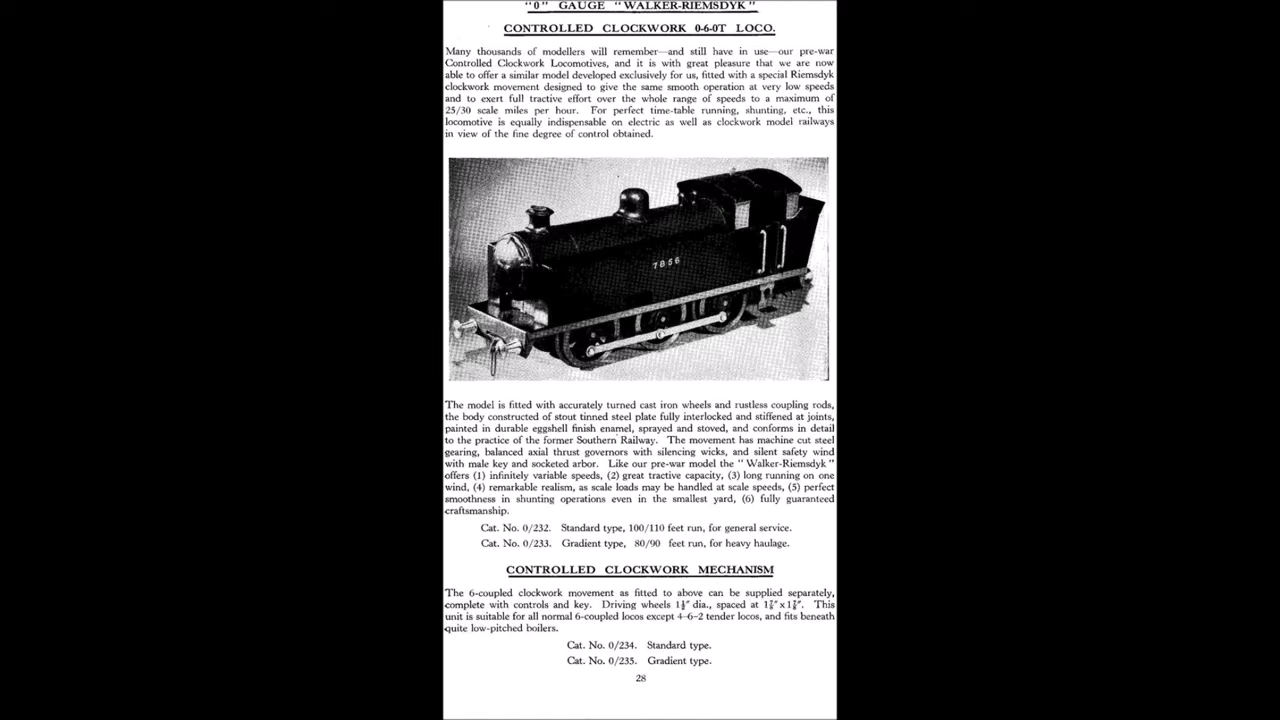 "0" GAUGE "WALKER-RIEMSDYK"
CONTROLLED CLOCKWORK 0-6-0T LOCO.
Many thousands of modellers will remember—and still have in use—our pre-war
Controlled Clockwork Locomotives, and it is with great pleasure that we are now
able to offer a similar model developed exclusively for us, fitted with a special Riemsdyk
clockwork movement designed to give the same smooth operation at very low speeds
and to exert full tractive effort over the whole range of speeds to a maximum of
25/30 scale miles per hour. For perfect time-table running, shunting, etc., this
locomotive is equally indispensable on electric as well as clockwork model railways
in view of the fine degree of control obtained.
7856
The model is fitted with accurately turned cast iron wheels and rustless coupling rods,
the body constructed of stout tinned steel plate fully interlocked and stiffened at joints,
painted in durable eggshell finish enamel, sprayed and stoved, and conforms in detail
to the practice of the former Southern Railway. The movement has machine cut steel
gearing, balanced axial thrust governors with silencing wicks, and silent safety wind
with male key and socketed arbor. Like our pre-war model the "Walker-Riemsdyk"
offers (1) infinitely variable speeds, (2) great tractive capacity, (3) long running on one
wind, (4) remarkable realism, as scale loads may be handled at scale speeds, (5) perfect
smoothness in shunting operations even in the smallest yard, (6) fully guaranteed
craftsmanship.
Cat. No. 0/232. Standard type, 100/110 feet run, for general service.
Cat. No. 0/233. Gradient type, 80/90 feet run, for heavy haulage.
CONTROLLED CLOCKWORK MECHANISM
The 6-coupled clockwork movement as fitted to above can be supplied separately,
complete with controls and key. Driving wheels dia., spaced at This
unit is suitable for all normal 6-coupled locos except 4-6-2 tender locos, and fits beneath
quite low-pitched boilers.
Cat. No. 0/234. Standard type.
Cat. No. 0/235. Gradient type.
28